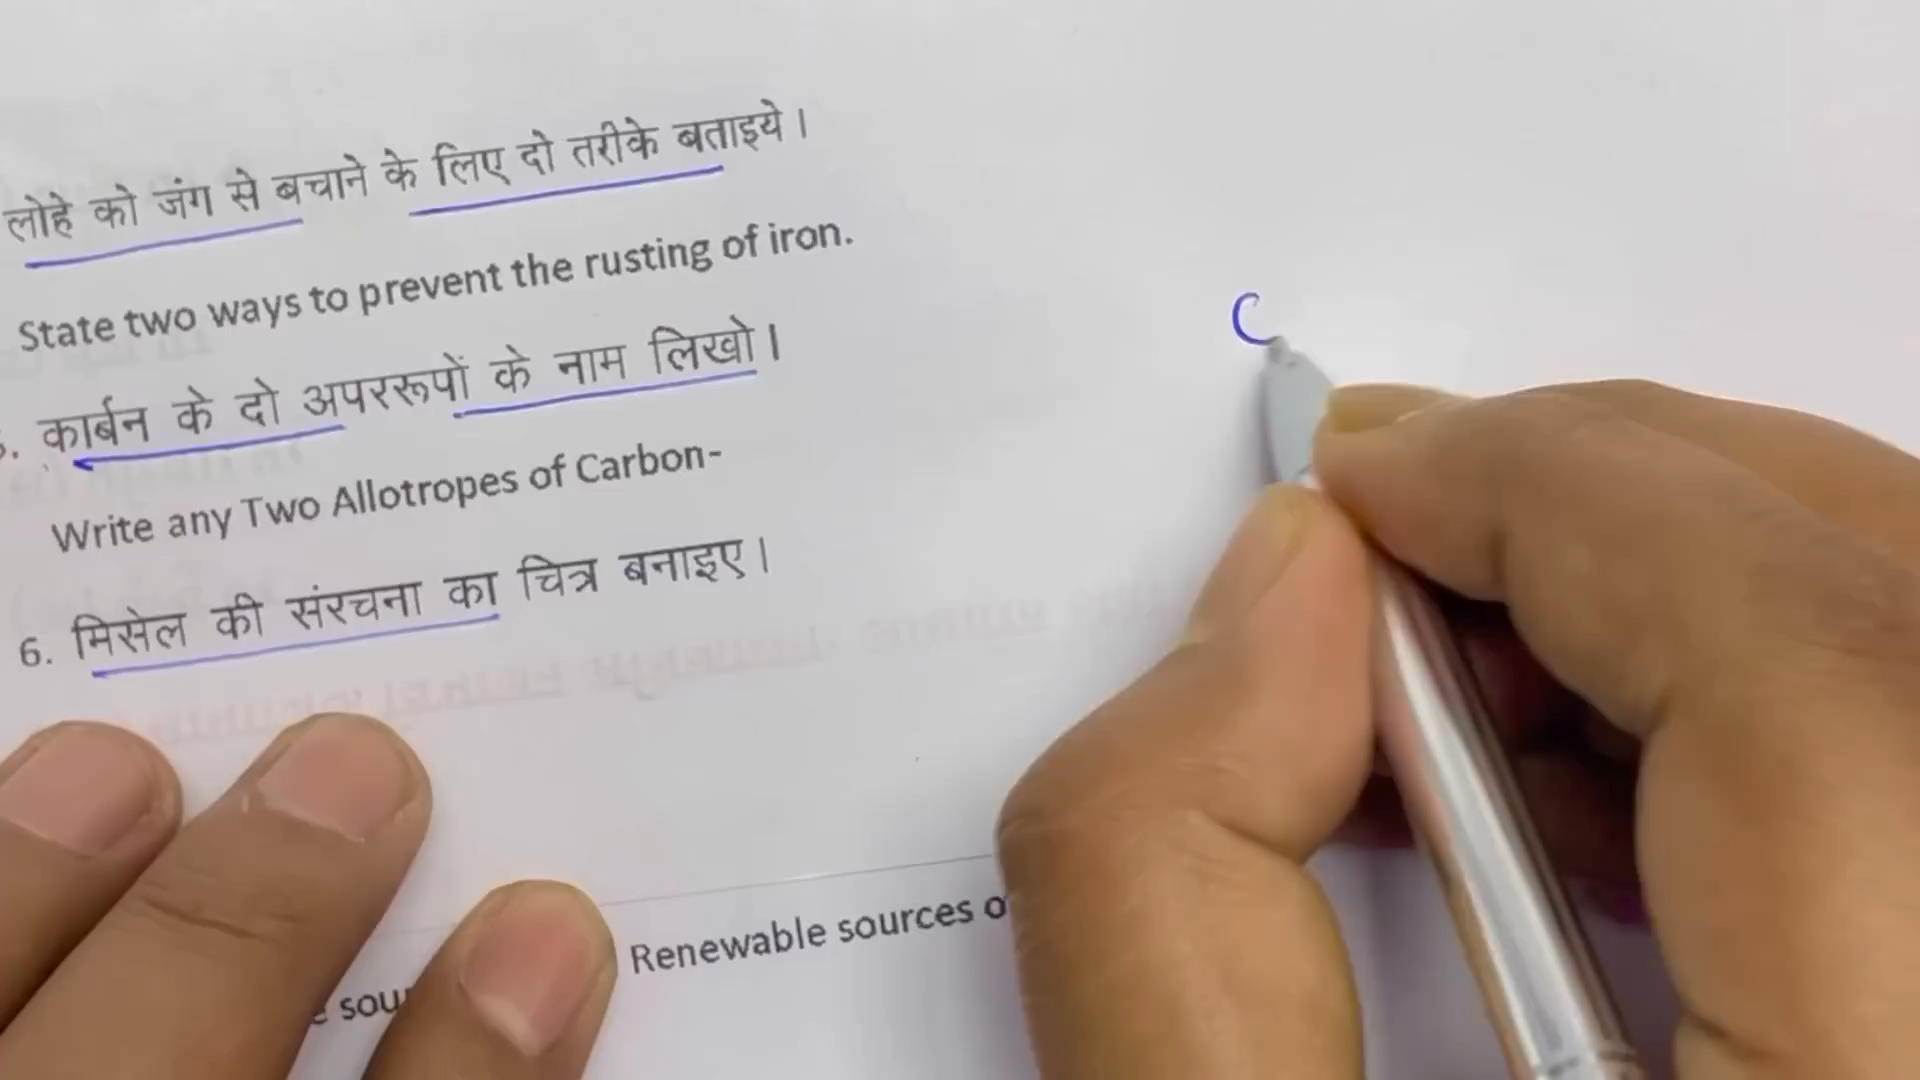 लोहे को जंग से बचाने के लिए दो तरीके बताइये।
State two ways to prevent the rusting of iron.
C
5. कार्बन के दो अपररूपों के नाम लिखो।
Write any Two Allotropes of Carbon-
6. मिसेल की संरचना का चित्र बनाइए।
Renewable sources